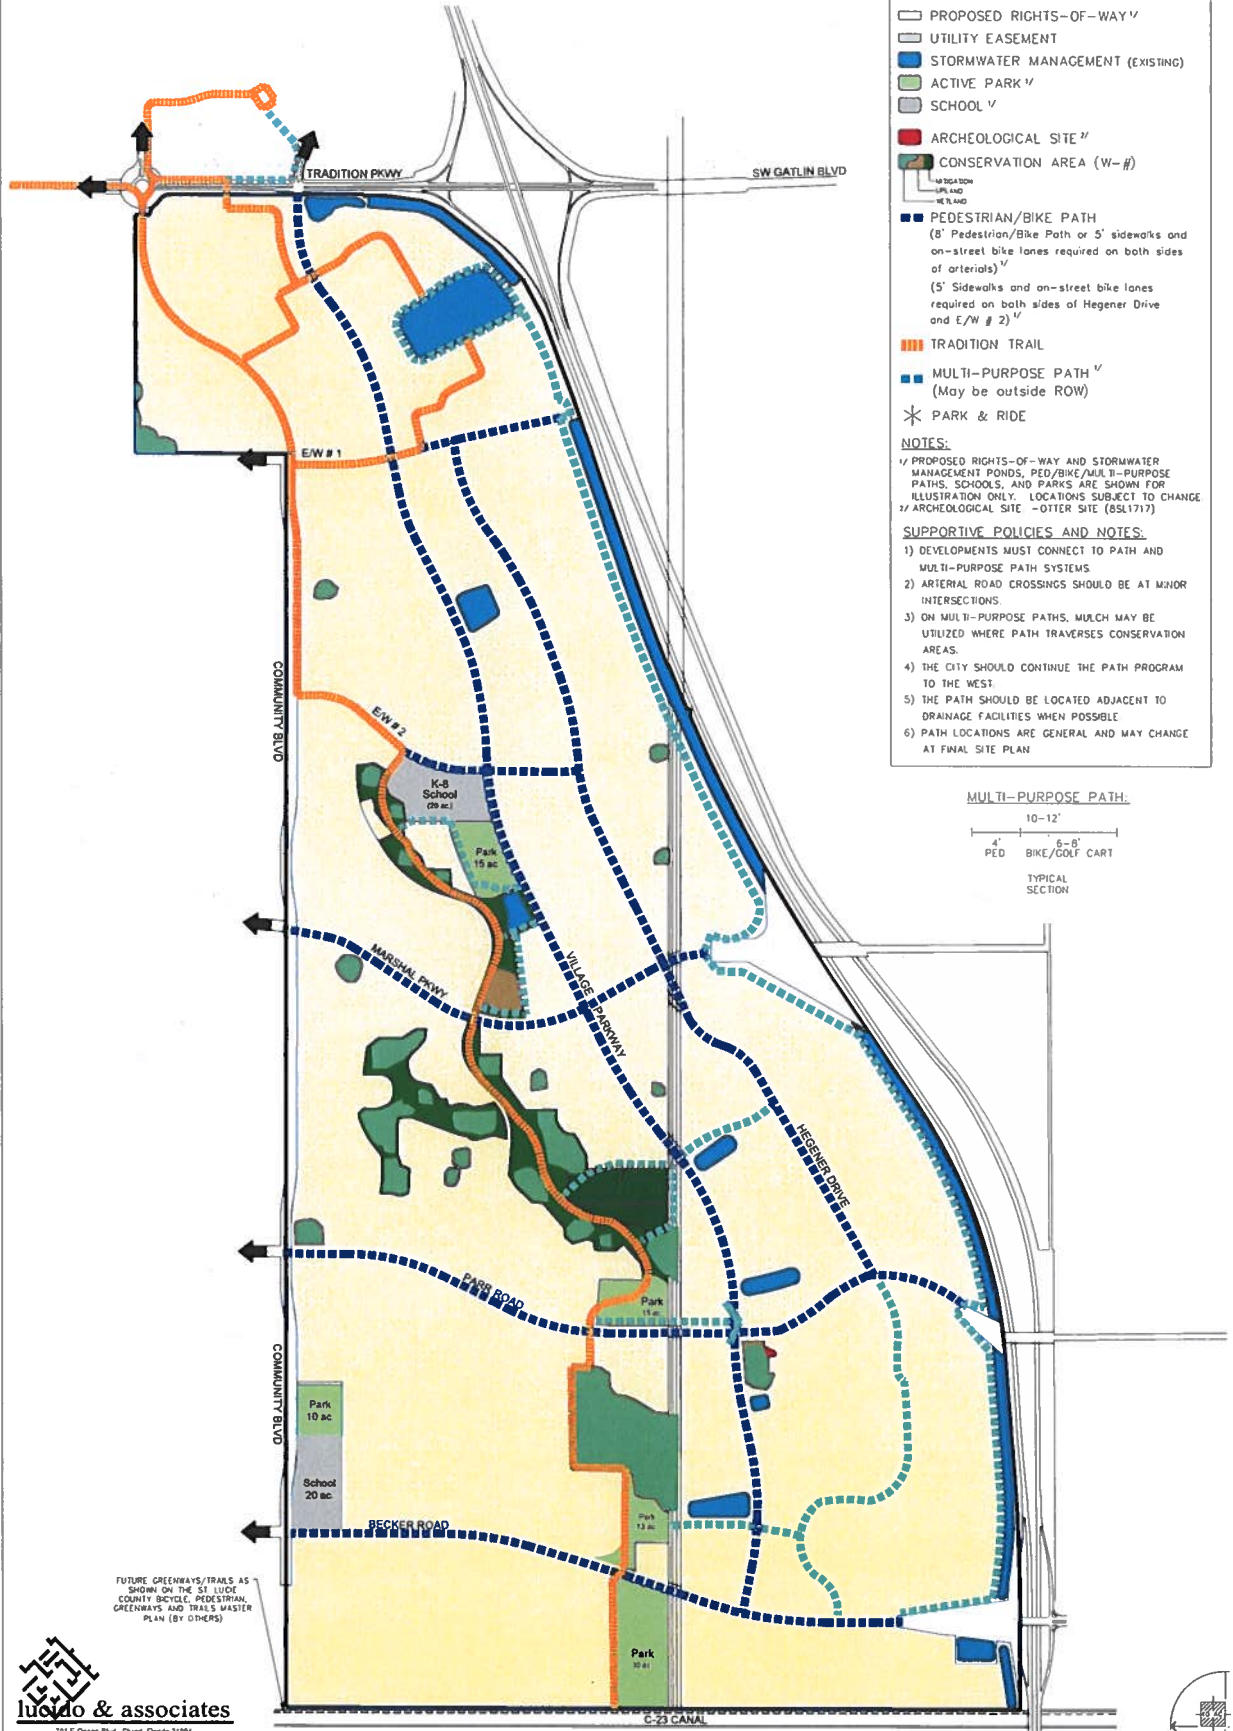 PROPOSED RIGHTS-OF-WAY 1/
UTILITY EASEMENT
STORMWATER MANAGEMENT (EXISTING)
ACTIVE PARK 1/
SCHOOL 1/
ARCHEOLOGICAL SITE 2/
CONSERVATION AREA (W-#)
MITIGATION
UPLAND
WETLAND
PEDESTRIAN/BIKE PATH
(8' Pedestrian/Bike Path or 5' sidewalks and
on-street bike lanes required on both sides
of arterials) 1/
(5' Sidewalks and on-street bike lanes
required on both sides of Hegener Drive
and E/W # 2) 1/
TRADITION TRAIL
MULTI-PURPOSE PATH 1/
(May be outside ROW)
PARK & RIDE
NOTES:
1/ PROPOSED RIGHTS-OF-WAY AND STORMWATER
MANAGEMENT PONDS, PED/BIKE/MULTI-PURPOSE
PATHS, SCHOOLS, AND PARKS ARE SHOWN FOR
ILLUSTRATION ONLY. LOCATIONS SUBJECT TO CHANGE
2/ ARCHEOLOGICAL SITE -OTTER SITE (8SL1717)
SUPPORTIVE POLICIES AND NOTES:
1) DEVELOPMENTS MUST CONNECT TO PATH AND
MULTI-PURPOSE PATH SYSTEMS
2) ARTERIAL ROAD CROSSINGS SHOULD BE AT MINOR
INTERSECTIONS.
3) ON MULTI-PURPOSE PATHS, MULCH MAY BE
UTILIZED WHERE PATH TRAVERSES CONSERVATION
AREAS.
4) THE CITY SHOULD CONTINUE THE PATH PROGRAM
TO THE WEST.
5) THE PATH SHOULD BE LOCATED ADJACENT TO
DRAINAGE FACILITIES WHEN POSSIBLE
6) PATH LOCATIONS ARE GENERAL AND MAY CHANGE
AT FINAL SITE PLAN
MULTI-PURPOSE PATH:
10-12'
4' 6-8'
PED BIKE/GOLF CART
TYPICAL
SECTION
TRADITION PKWY
SW GATLIN BLVD
E/W # 1
COMMUNITY BLVD
E/W # 2
K-8
School
(20 ac.)
Park
15 ac
MARSHAL PKWY
VILLAGE PARKWAY
HEGENER DRIVE
PARR ROAD
Park
COMMUNITY BLVD
Park
10 ac
School
20 ac
Park
13 ac
BECKER ROAD
Park
C-23 CANAL
FUTURE GREENWAYS/TRAILS AS
SHOWN ON THE ST. LUCIE
COUNTY BICYCLE, PEDESTRIAN,
GREENWAYS AND TRAILS MASTER
PLAN (BY OTHERS)
lucido & associates